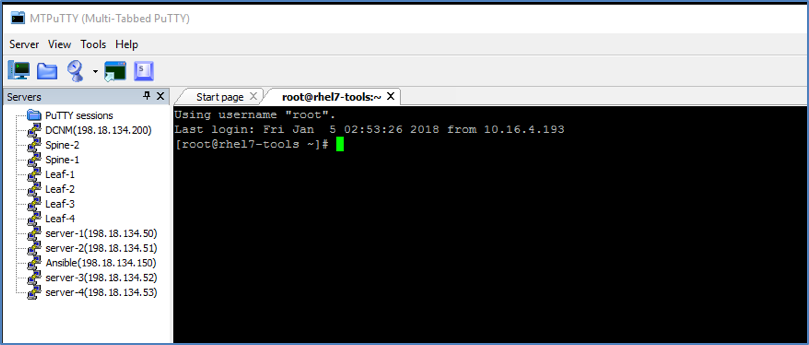 MTPuTTY (Multi-Tabbed PuTTY)
Server View Tools Help
Servers
Start page
root@rhel7-tools:~
PuTTY sessions
DCNM(198.18.134.200)
Spine-2
Spine-1
Leaf-1
Leaf-2
Leaf-3
Leaf-4
server-1(198.18.134.50)
server-2(198.18.134.51)
Ansible(198.18.134.150)
server-3(198.18.134.52)
server-4(198.18.134.53)
Using username "root".
Last login: Fri Jan  5 02:53:26 2018 from 10.16.4.193
[root@rhel7-tools ~]#